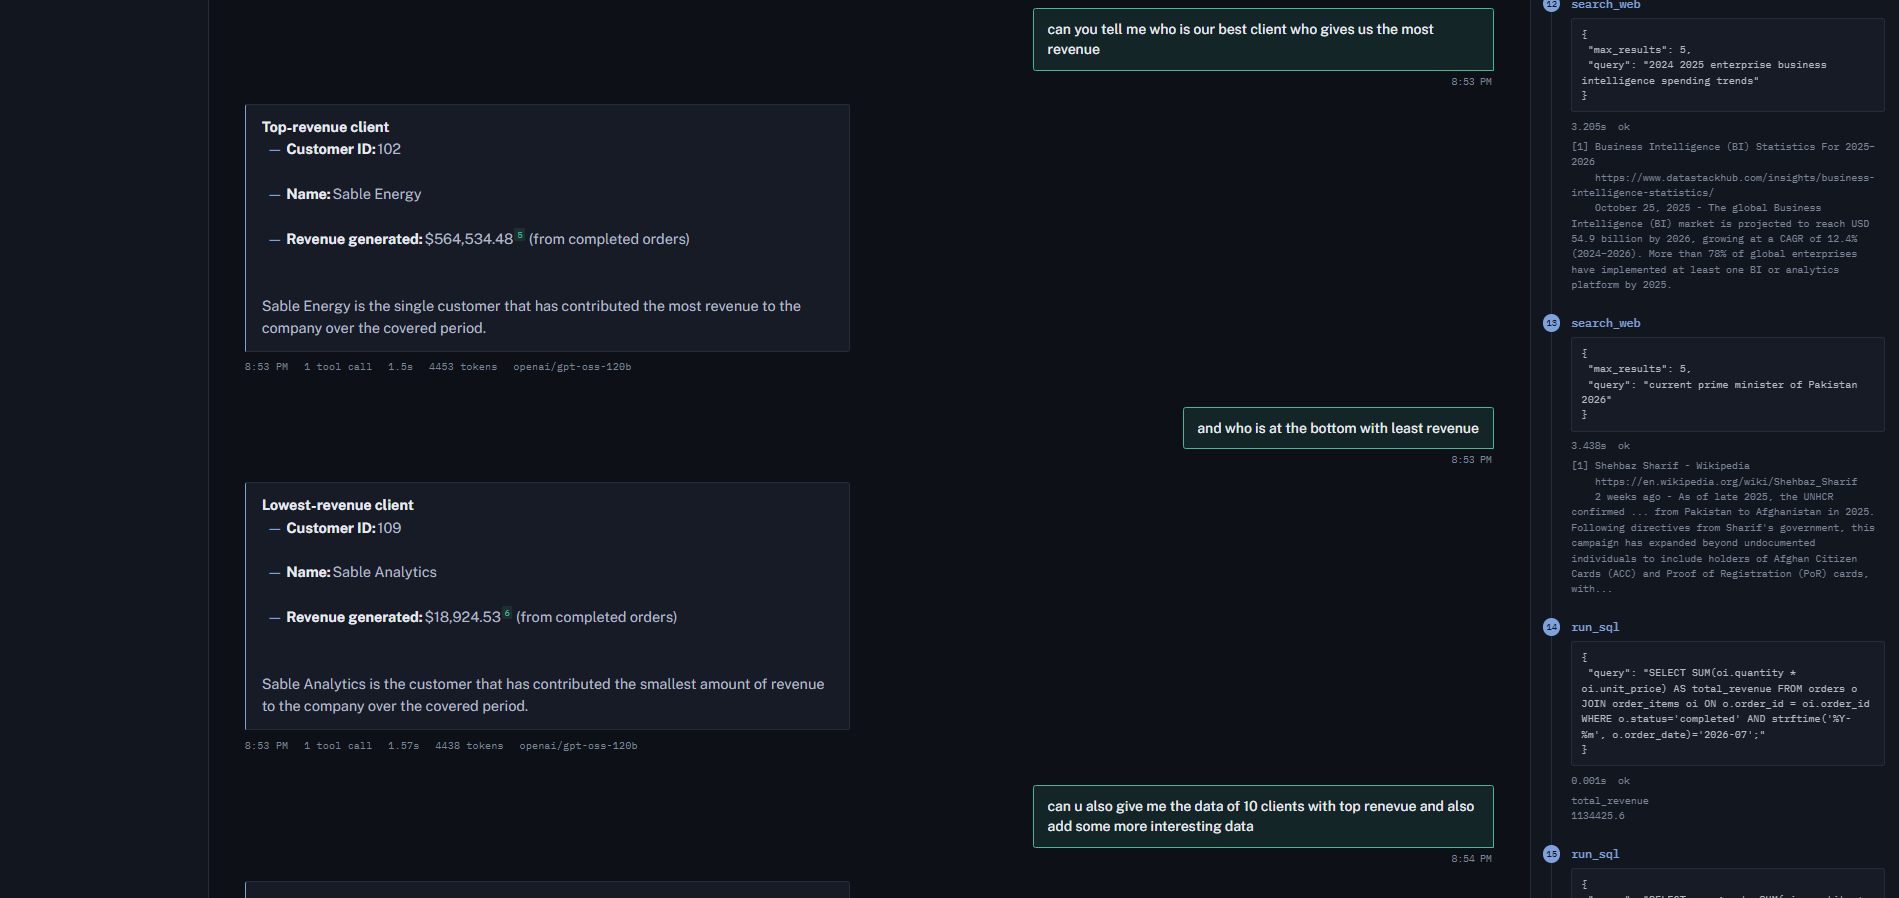 can you tell me who is our best client who gives us the most
revenue
8:53 PM
Top-revenue client
— Customer ID: 102
— Name: Sable Energy
— Revenue generated: $564,534.48 5 (from completed orders)
Sable Energy is the single customer that has contributed the most revenue to the
company over the covered period.
8:53 PM 1 tool call 1.5s 4453 tokens openai/gpt-oss-120b
and who is at the bottom with least revenue
8:53 PM
Lowest-revenue client
— Customer ID: 109
— Name: Sable Analytics
— Revenue generated: $18,924.53 6 (from completed orders)
Sable Analytics is the customer that has contributed the smallest amount of revenue
to the company over the covered period.
8:53 PM 1 tool call 1.57s 4438 tokens openai/gpt-oss-120b
can u also give me the data of 10 clients with top renevue and also
add some more interesting data
8:54 PM
12 search_web
{
"max_results": 5,
"query": "2024 2025 enterprise business
intelligence spending trends"
}
3.205s ok
[1] Business Intelligence (BI) Statistics For 2025–
2026
https://www.datastackhub.com/insights/business-
intelligence-statistics/
October 25, 2025 - The global Business
Intelligence (BI) market is projected to reach USD
54.9 billion by 2026, growing at a CAGR of 12.4%
(2024–2026). More than 78% of global enterprises
have implemented at least one BI or analytics
platform by 2025.
13 search_web
{
"max_results": 5,
"query": "current prime minister of Pakistan
2026"
}
3.438s ok
[1] Shehbaz Sharif - Wikipedia
https://en.wikipedia.org/wiki/Shehbaz_Sharif
2 weeks ago - As of late 2025, the UNHCR
confirmed ... from Pakistan to Afghanistan in 2025.
Following directives from Sharif's government, this
campaign has expanded beyond undocumented
individuals to include holders of Afghan Citizen
Cards (ACC) and Proof of Registration (PoR) cards,
with...
14 run_sql
{
"query": "SELECT SUM(oi.quantity *
oi.unit_price) AS total_revenue FROM orders o
JOIN order_items oi ON o.order_id = oi.order_id
WHERE o.status='completed' AND strftime('%Y-
%m', o.order_date)='2026-07';"
}
0.001s ok
total_revenue
1134425.6
15 run_sql
{